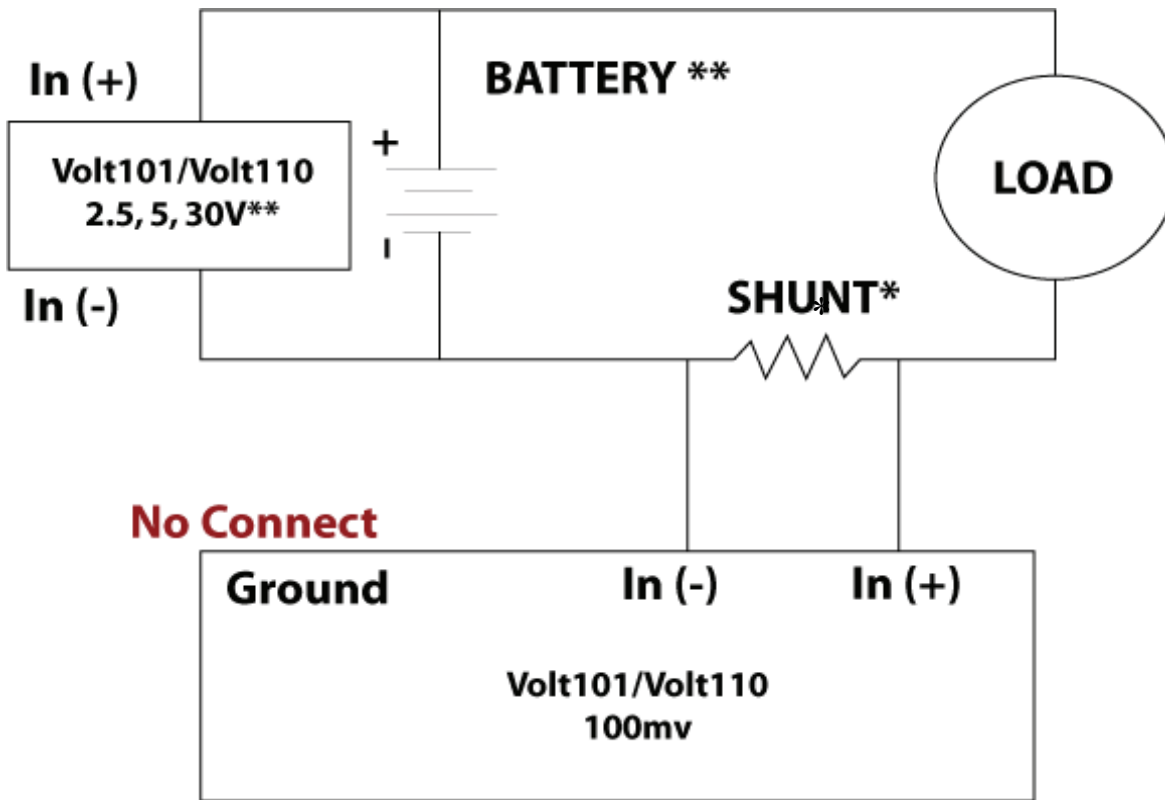 In (+)
BATTERY **
Volt101/Volt110
2.5, 5, 30V**
+
-
LOAD
In (-)
SHUNT*
*
No Connect
Ground
In (-)
In (+)
Volt101/Volt110
100mv